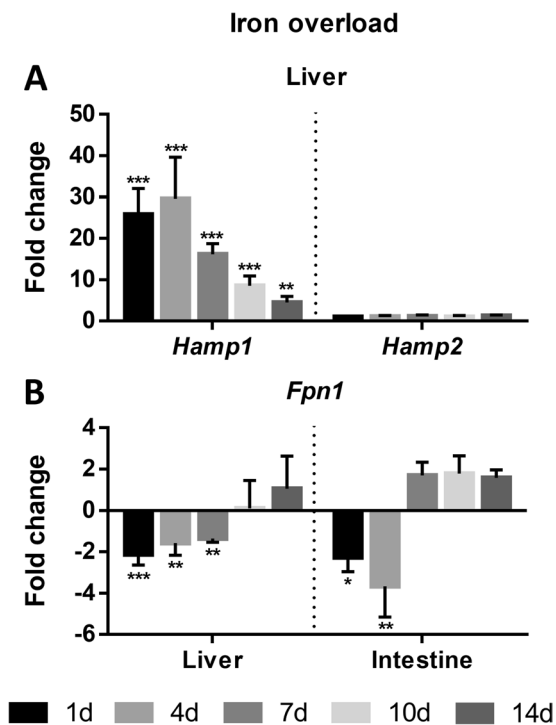 Iron overload
A
Liver
Fold change
50
40
30
20
10
0
***
***
***
***
**
Hamp1
Hamp2
B
Fpn1
Fold change
4
2
0
-2
-4
-6
***
**
**
*
**
Liver
Intestine
1d 4d 7d 10d 14d